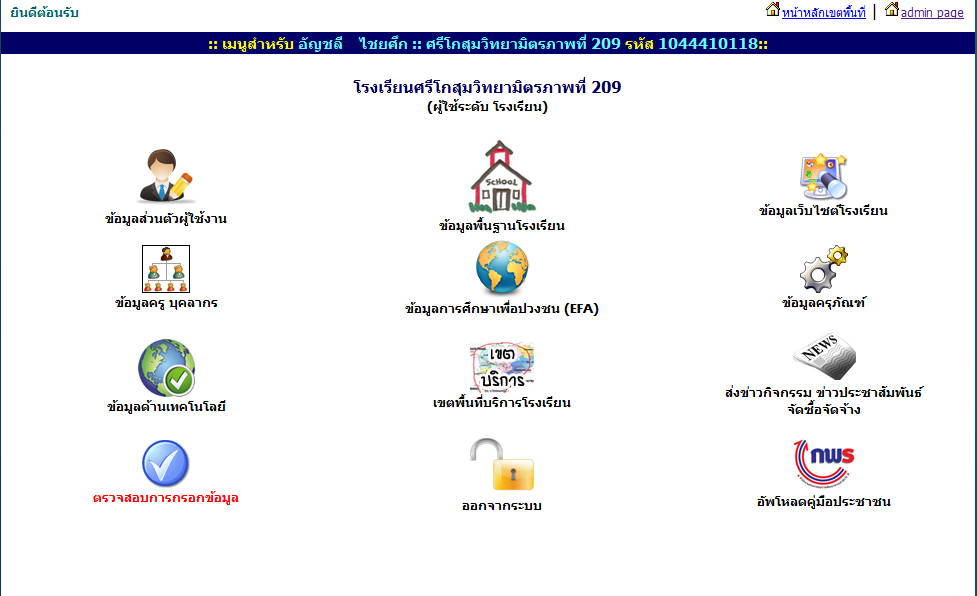 ยินดีต้อนรับ
หน้าหลักเขตพื้นที่ | admin page
:: เมนูสำหรับ อัญชลี ไชยศึก :: ศรีโกสุมวิทยามิตรภาพที่ 209 รหัส 1044410118::
โรงเรียนศรีโกสุมวิทยามิตรภาพที่ 209
(ผู้ใช้ระดับ โรงเรียน)
SCHOOL
ข้อมูลส่วนตัวผู้ใช้งาน
ข้อมูลพื้นฐานโรงเรียน
ข้อมูลเว็บไซต์โรงเรียน
ข้อมูลครู บุคลากร
ข้อมูลการศึกษาเพื่อปวงชน (EFA)
ข้อมูลครุภัณฑ์
เขต
บริการ
NEWS
ข้อมูลด้านเทคโนโลยี
เขตพื้นที่บริการโรงเรียน
ส่งข่าวกิจกรรม ข่าวประชาสัมพันธ์
จัดซื้อจัดจ้าง
กพร
ตรวจสอบการกรอกข้อมูล
ออกจากระบบ
อัพโหลดคู่มือประชาชน